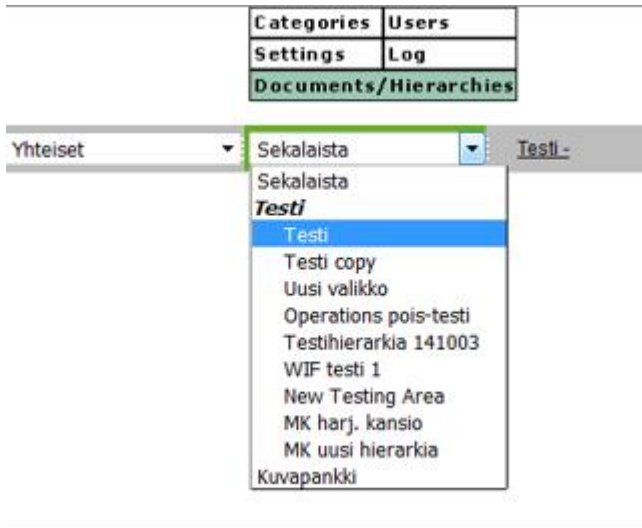 Categories Users
Settings Log
Documents/Hierarchies
Yhteiset Sekalaista Testi -
Sekalaista
Testi
Testi
Testi copy
Uusi valikko
Operations pois-testi
Testihierarkia 141003
WIF testi 1
New Testing Area
MK harj. kansio
MK uusi hierarkia
Kuvapankki